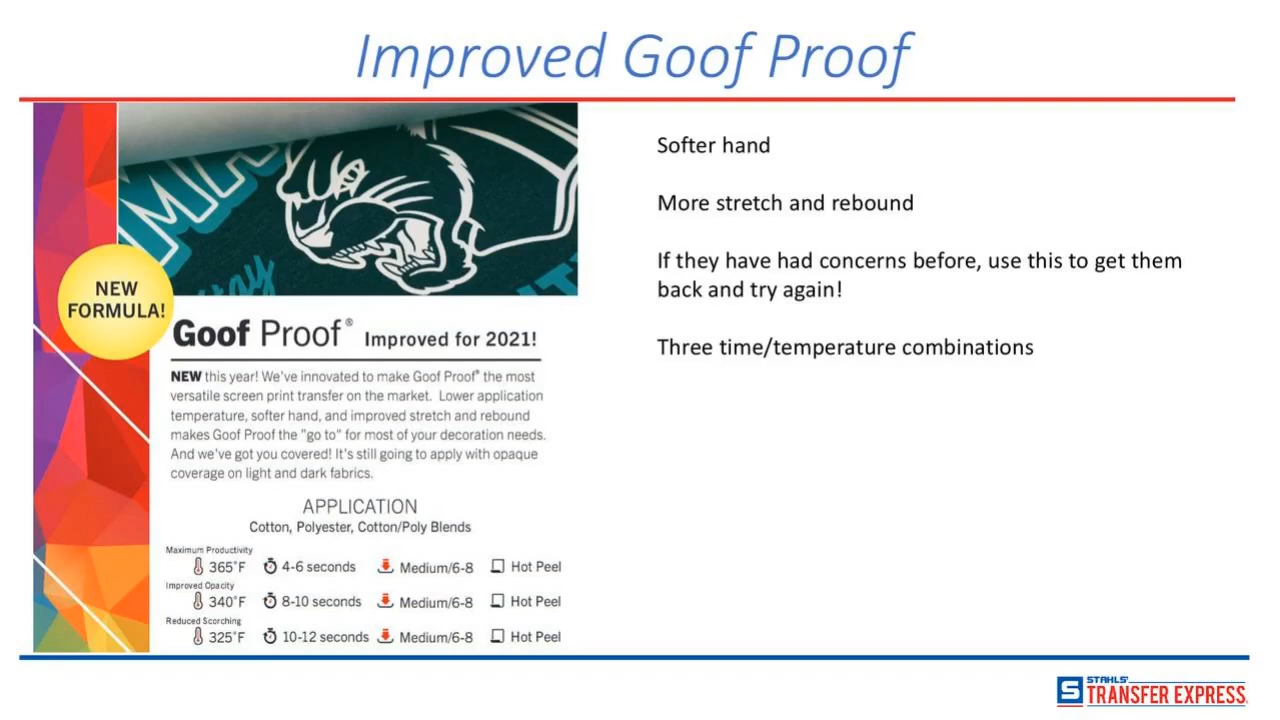 Improved Goof Proof
NEW
FORMULA!
Goof Proof® Improved for 2021!
NEW this year! We've innovated to make Goof Proof® the most
versatile screen print transfer on the market. Lower application
temperature, softer hand, and improved stretch and rebound
makes Goof Proof the "go to" for most of your decoration needs.
And we've got you covered! It's still going to apply with opaque
coverage on light and dark fabrics.
APPLICATION
Cotton, Polyester, Cotton/Poly Blends
Maximum Productivity
365°F 4-6 seconds Medium/6-8 Hot Peel
Improved Opacity
340°F 8-10 seconds Medium/6-8 Hot Peel
Reduced Scorching
325°F 10-12 seconds Medium/6-8 Hot Peel
Softer hand
More stretch and rebound
If they have had concerns before, use this to get them
back and try again!
Three time/temperature combinations
S STAHLS'
TRANSFER EXPRESS.